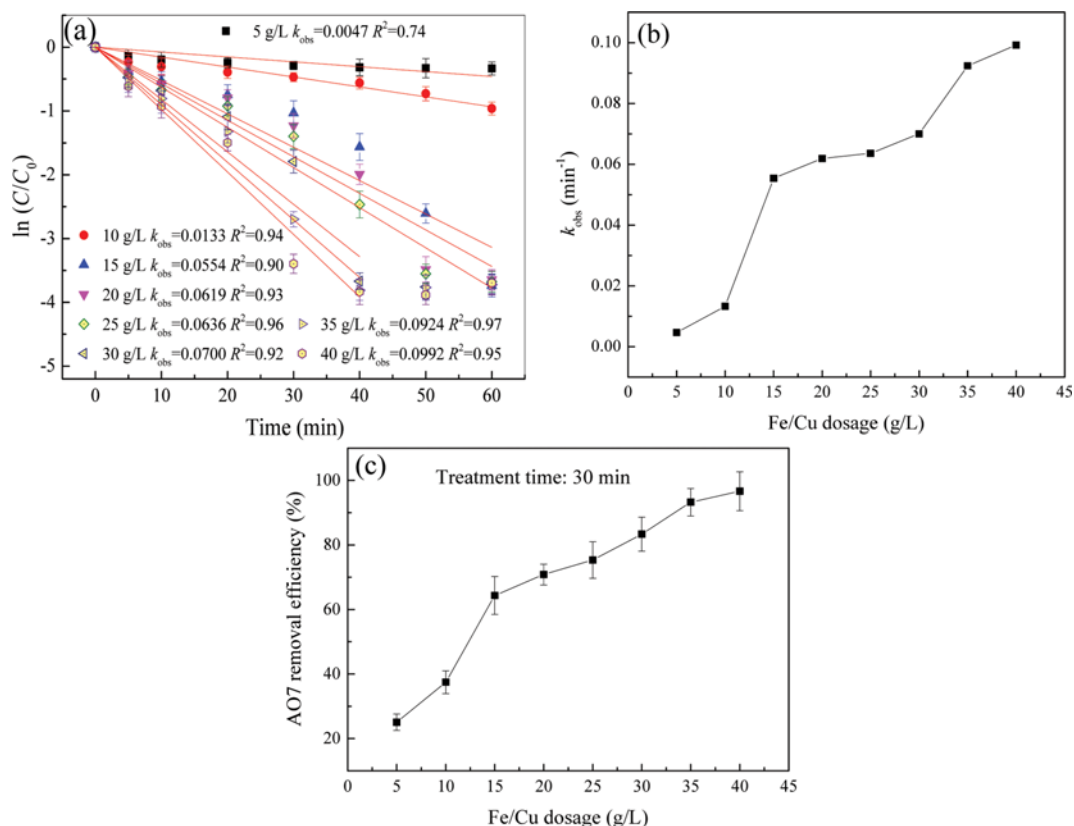 (a)
5 g/L kobs=0.0047 R²=0.74
0
-1
-2
-3
-4
-5
ln (C/C₀)
10 g/L kobs=0.0133 R²=0.94
15 g/L kobs=0.0554 R²=0.90
20 g/L kobs=0.0619 R²=0.93
25 g/L kobs=0.0636 R²=0.96
30 g/L kobs=0.0700 R²=0.92
35 g/L kobs=0.0924 R²=0.97
40 g/L kobs=0.0992 R²=0.95
0 10 20 30 40 50 60
Time (min)
(b)
0.10
0.08
0.06
0.04
0.02
0.00
kobs (min⁻¹)
0 5 10 15 20 25 30 35 40 45
Fe/Cu dosage (g/L)
(c)
Treatment time: 30 min
100
80
60
40
20
AO7 removal efficiency (%)
0 5 10 15 20 25 30 35 40 45
Fe/Cu dosage (g/L)